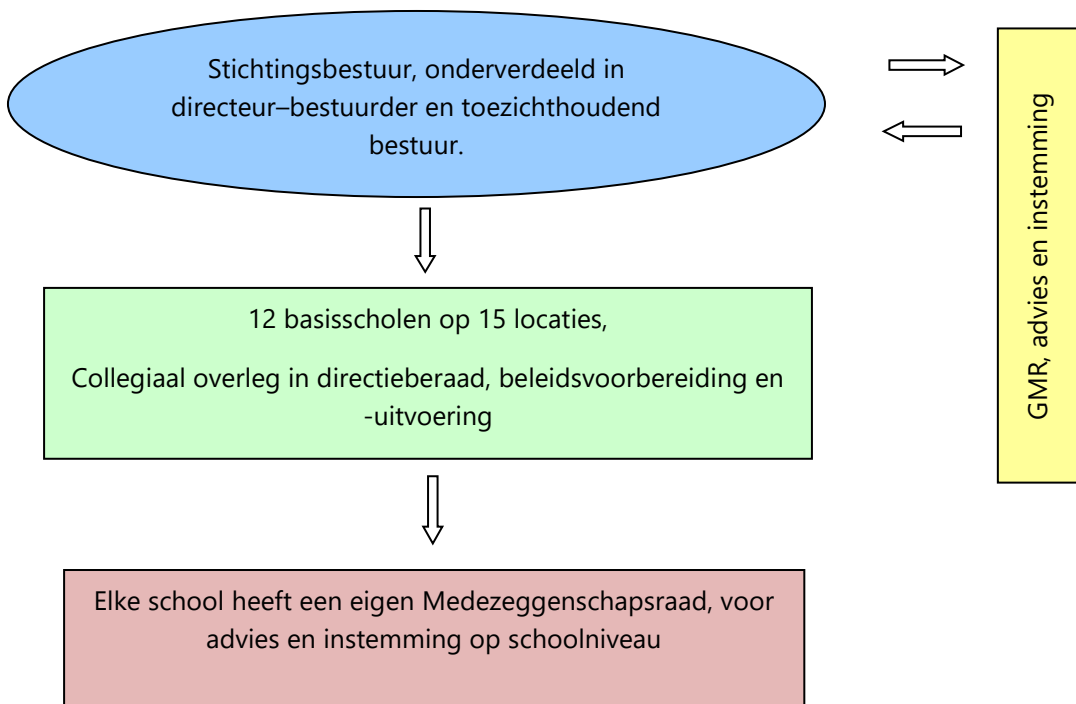 Stichtingsbestuur, onderverdeeld in
directeur–bestuurder en toezichthoudend
bestuur.
GMR, advies en instemming
12 basisscholen op 15 locaties,
Collegiaal overleg in directieberaad, beleidsvoorbereiding en
-uitvoering
Elke school heeft een eigen Medezeggenschapsraad, voor
advies en instemming op schoolniveau